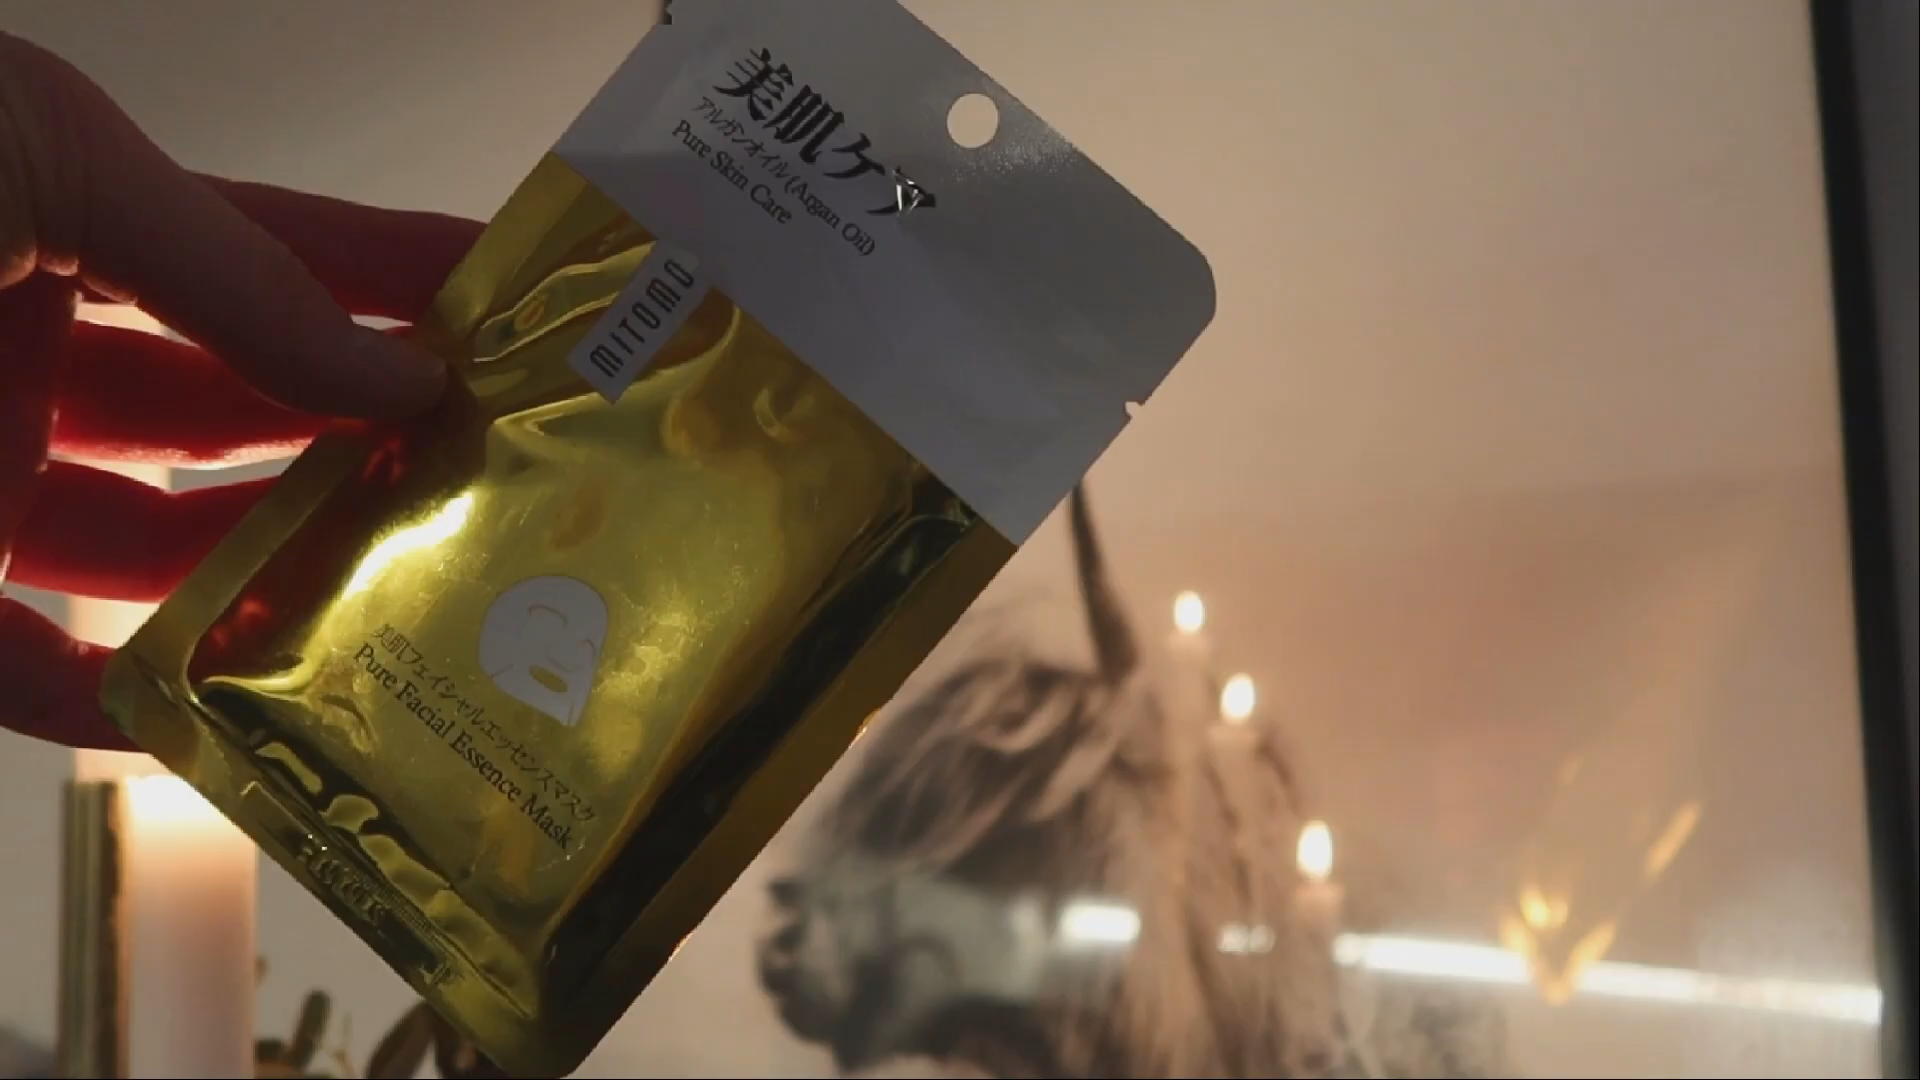 美肌ケア
アルガンオイル(Argan Oil)
Pure Skin Care
MITOMO
美肌フェイシャルエッセンスマスク
Pure Facial Essence Mask